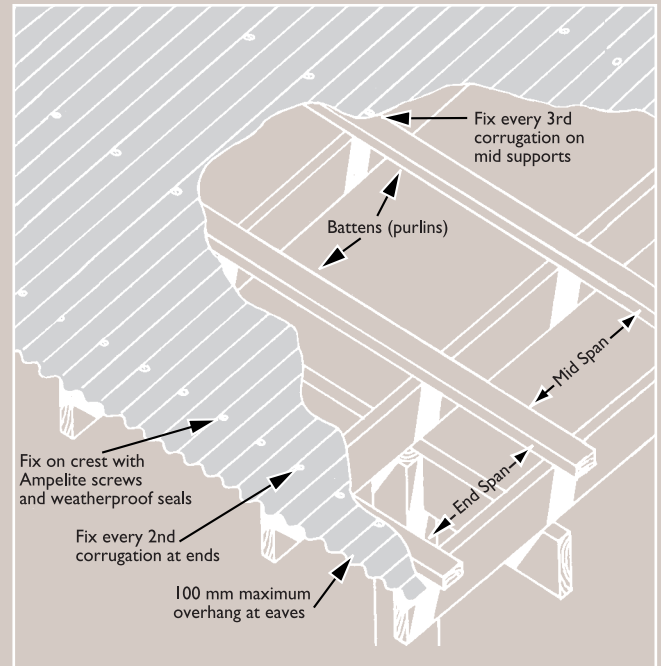 Fix every 3rd
corrugation on
mid supports
Battens (purlins)
Mid Span
End Span
Fix on crest with
Ampelite screws
and weatherproof seals
Fix every 2nd
corrugation at ends
100 mm maximum
overhang at eaves